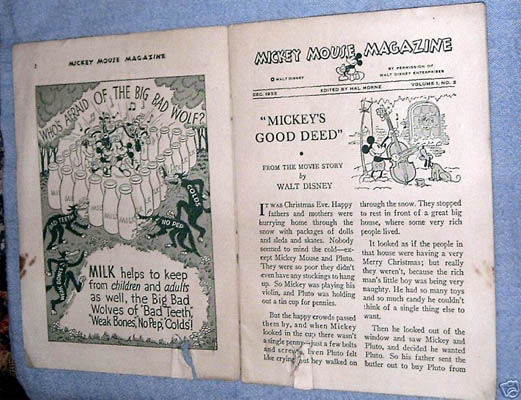 2
MICKEY MOUSE MAGAZINE
WHO'S AFRAID OF THE BIG BAD WOLF?
MILK
MILK
MILK
COLDS
BAD TEETH
NO PEP
WEAK BONES
MILK helps to keep
from children and adults
as well, the Big Bad
Wolves of "Bad Teeth,"
"Weak Bones, No Pep, Colds!
MICKEY MOUSE MAGAZINE
© WALT DISNEY
BY PERMISSION OF
WALT DISNEY ENTERPRISES
DEC. 1933
EDITED BY HAL HORNE
VOLUME 1, NO. 2
"MICKEY'S
GOOD DEED"
FROM THE MOVIE STORY
by
WALT DISNEY
IT WAS Christmas Eve. Happy
fathers and mothers were
hurrying home through the
snow with packages of dolls
and sleds and skates. Nobody
seemed to mind the cold—except
Mickey Mouse and Pluto.
They were so poor they didn't
even have any stockings to hang
up. So Mickey was playing his
violin, and Pluto was holding
out a tin cup for pennies.
But the happy crowds passed
them by, and when Mickey
looked in the cup there wasn't
a single penny—just a few bolts
and screws. Even Pluto felt
like crying, but they walked on
through the snow. They stopped
to rest in front of a great big
house, where some very rich
people lived.
It looked as if the people in
that house were having a very
Merry Christmas; but really
they weren't, because the rich
man's little boy was being very
naughty. He had so many toys
and so much candy he couldn't
think of a single thing else to
want.
Then he looked out of the
window and saw Mickey and
Pluto, and decided he wanted
Pluto. So his father sent the
butler out to buy Pluto from